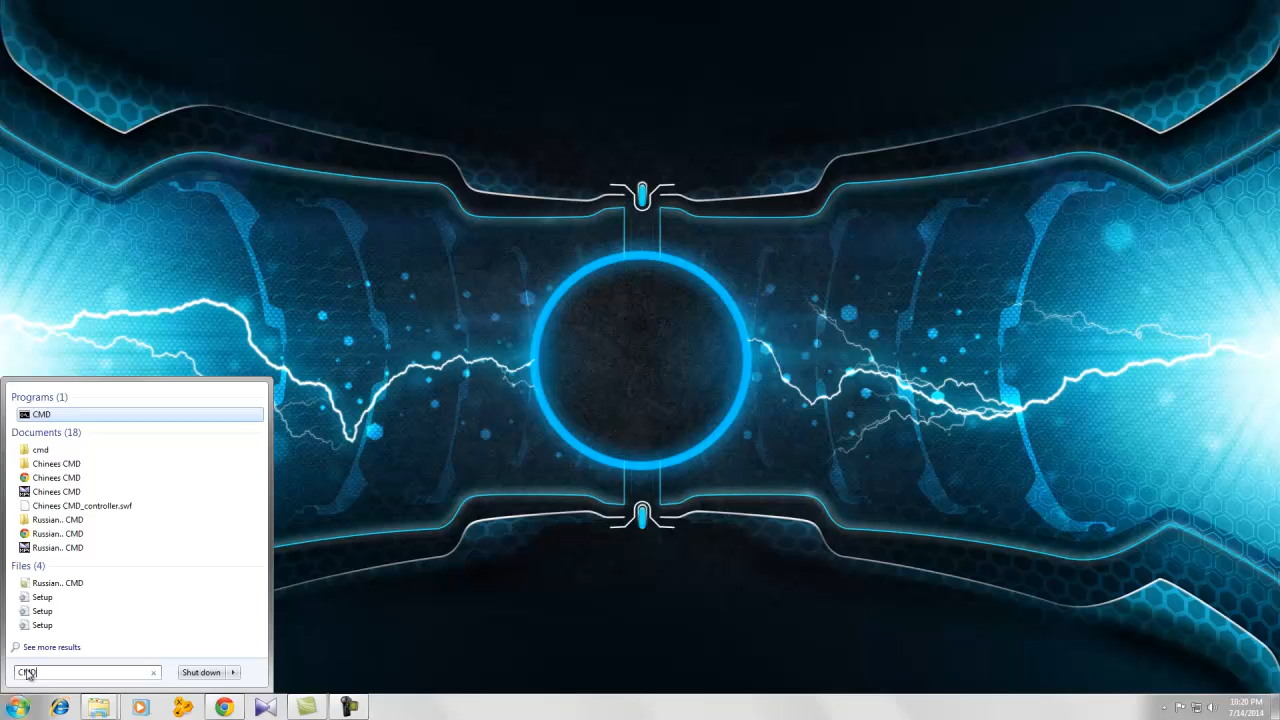 Programs (1)
CMD
Documents (18)
cmd
Chinees CMD
Chinees CMD
Chinees CMD
Chinees CMD_controller.swf
Russian.. CMD
Russian.. CMD
Russian.. CMD
Files (4)
Russian.. CMD
Setup
Setup
Setup
See more results
CMD
Shut down
10:20 PM
7/14/2014